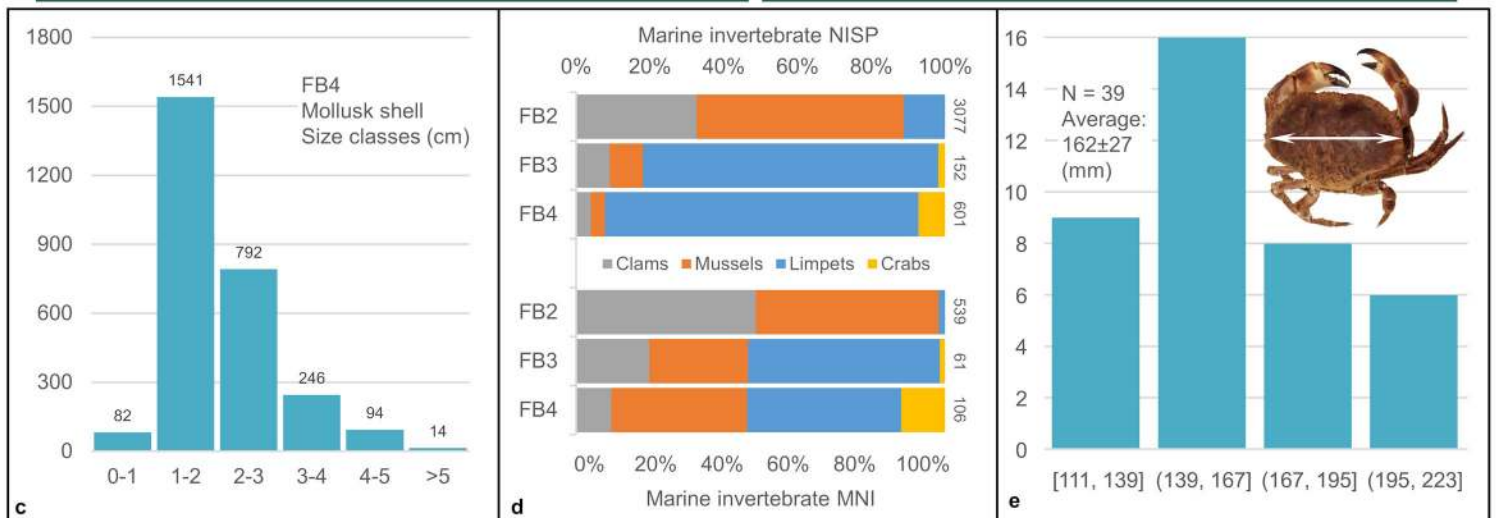 1800
1500
1200
900
600
300
0
1541
792
246
94
82
14
FB4
Mollusk shell
Size classes (cm)
0-1 1-2 2-3 3-4 4-5 >5
c
Marine invertebrate NISP
0% 20% 40% 60% 80% 100%
FB2 3077
FB3 152
FB4 601
Clams Mussels Limpets Crabs
FB2 539
FB3 61
FB4 106
0% 20% 40% 60% 80% 100%
Marine invertebrate MNI
d
16
14
12
10
8
6
4
2
0
N = 39
Average:
162±27
(mm)
[111, 139] (139, 167] (167, 195] (195, 223]
e